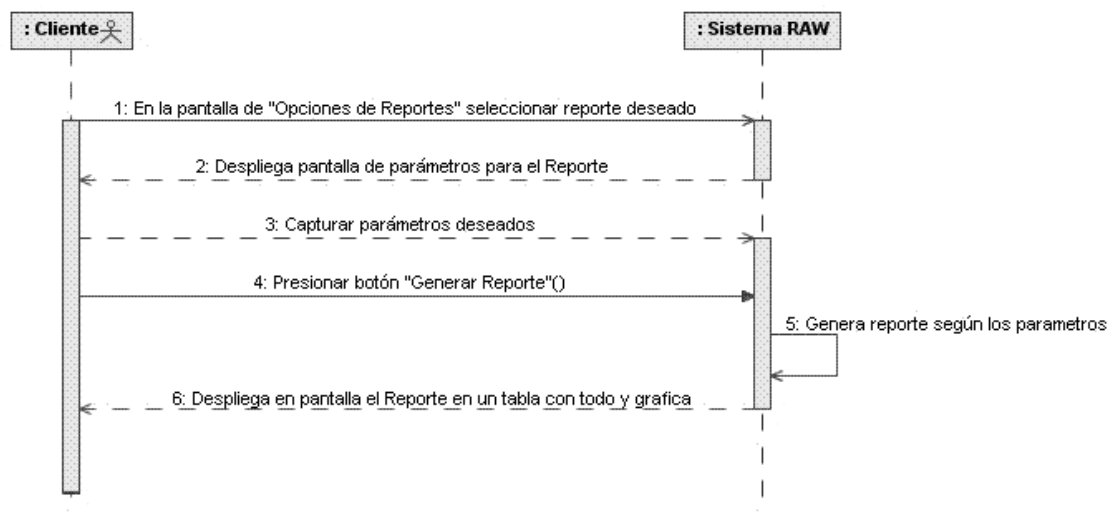 : Cliente
: Sistema RAW
1: En la pantalla de "Opciones de Reportes" seleccionar reporte deseado
2: Despliega pantalla de parámetros para el Reporte
3: Capturar parámetros deseados
4: Presionar botón "Generar Reporte"()
5: Genera reporte según los parametros
6: Despliega en pantalla el Reporte en un tabla con todo y grafica